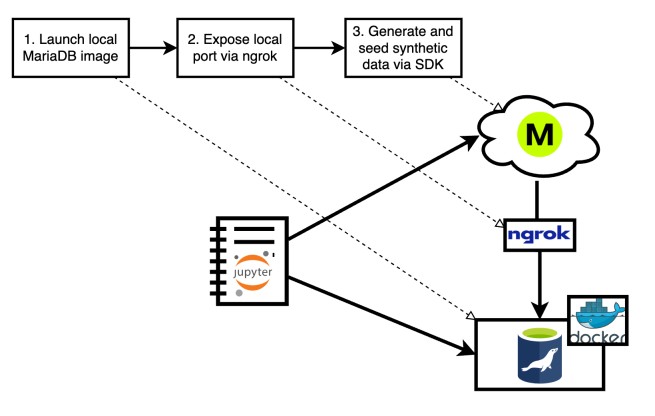 1. Launch local
MariaDB image
2. Expose local
port via ngrok
3. Generate and
seed synthetic
data via SDK
M
ngrok
jupyter
docker